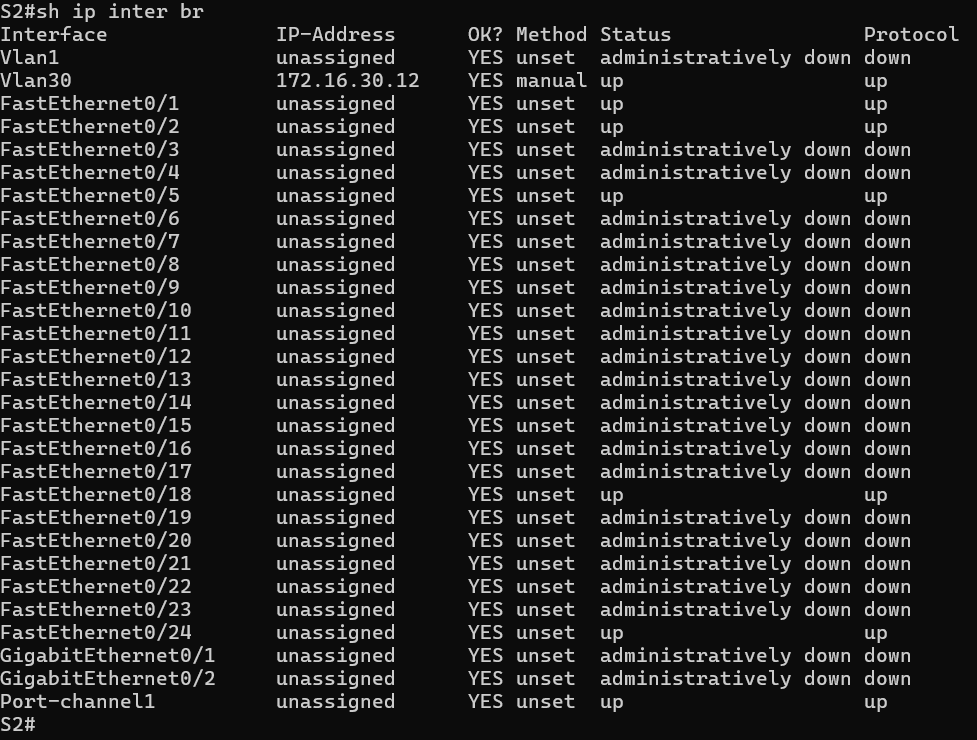 S2#sh ip inter br
Interface              IP-Address      OK? Method Status                Protocol
Vlan1                  unassigned      YES unset  administratively down down
Vlan30                 172.16.30.12    YES manual up                    up
FastEthernet0/1        unassigned      YES unset  up                    up
FastEthernet0/2        unassigned      YES unset  up                    up
FastEthernet0/3        unassigned      YES unset  administratively down down
FastEthernet0/4        unassigned      YES unset  administratively down down
FastEthernet0/5        unassigned      YES unset  up                    up
FastEthernet0/6        unassigned      YES unset  administratively down down
FastEthernet0/7        unassigned      YES unset  administratively down down
FastEthernet0/8        unassigned      YES unset  administratively down down
FastEthernet0/9        unassigned      YES unset  administratively down down
FastEthernet0/10       unassigned      YES unset  administratively down down
FastEthernet0/11       unassigned      YES unset  administratively down down
FastEthernet0/12       unassigned      YES unset  administratively down down
FastEthernet0/13       unassigned      YES unset  administratively down down
FastEthernet0/14       unassigned      YES unset  administratively down down
FastEthernet0/15       unassigned      YES unset  administratively down down
FastEthernet0/16       unassigned      YES unset  administratively down down
FastEthernet0/17       unassigned      YES unset  administratively down down
FastEthernet0/18       unassigned      YES unset  up                    up
FastEthernet0/19       unassigned      YES unset  administratively down down
FastEthernet0/20       unassigned      YES unset  administratively down down
FastEthernet0/21       unassigned      YES unset  administratively down down
FastEthernet0/22       unassigned      YES unset  administratively down down
FastEthernet0/23       unassigned      YES unset  administratively down down
FastEthernet0/24       unassigned      YES unset  up                    up
GigabitEthernet0/1     unassigned      YES unset  administratively down down
GigabitEthernet0/2     unassigned      YES unset  administratively down down
Port-channel1          unassigned      YES unset  up                    up
S2#